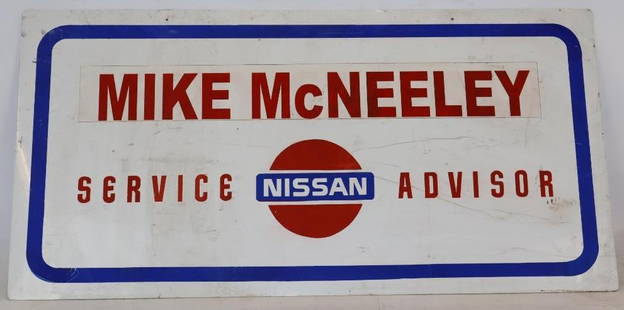 MIKE McNEELEY
SERVICE NISSAN ADVISOR